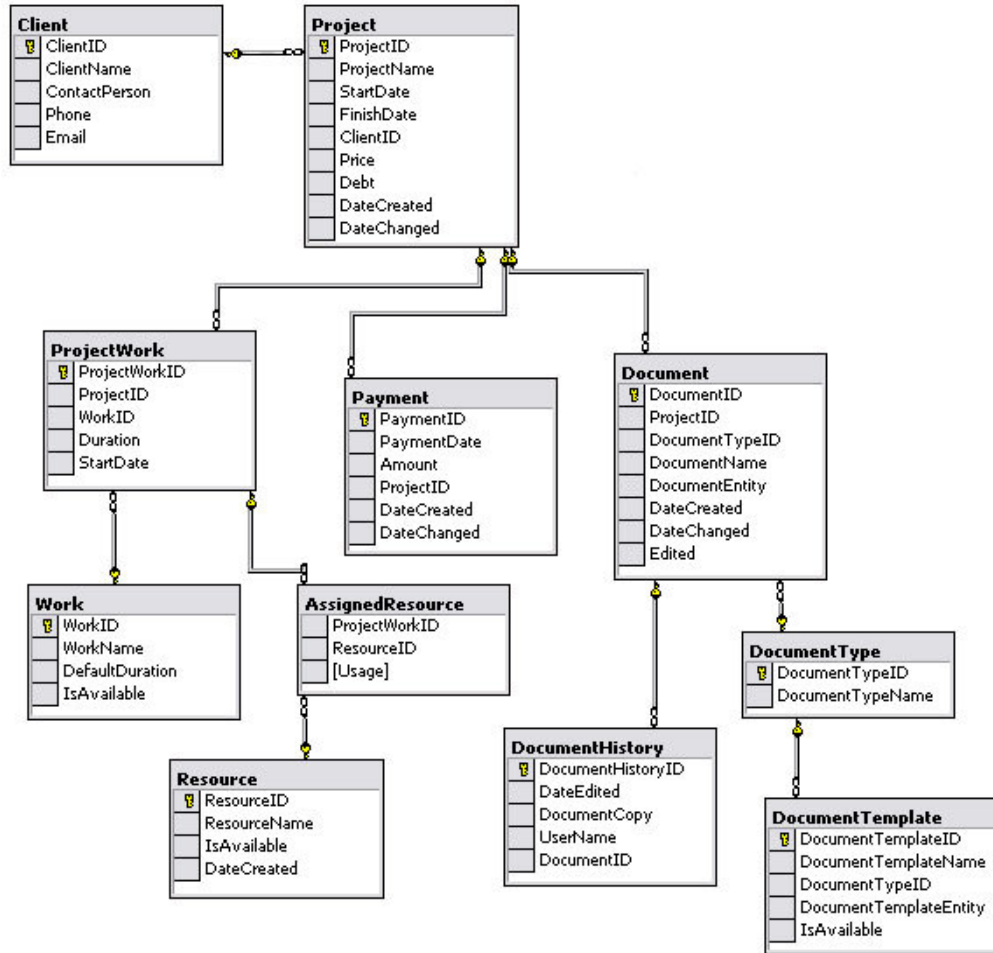 Client
ClientID
ClientName
ContactPerson
Phone
Email
Project
ProjectID
ProjectName
StartDate
FinishDate
ClientID
Price
Debt
DateCreated
DateChanged
ProjectWork
ProjectWorkID
ProjectID
WorkID
Duration
StartDate
Payment
PaymentID
PaymentDate
Amount
ProjectID
DateCreated
DateChanged
Document
DocumentID
ProjectID
DocumentTypeID
DocumentName
DocumentEntity
DateCreated
DateChanged
Edited
Work
WorkID
WorkName
DefaultDuration
IsAvailable
AssignedResource
ProjectWorkID
ResourceID
[Usage]
DocumentType
DocumentTypeID
DocumentTypeName
Resource
ResourceID
ResourceName
IsAvailable
DateCreated
DocumentHistory
DocumentHistoryID
DateEdited
DocumentCopy
UserName
DocumentID
DocumentTemplate
DocumentTemplateID
DocumentTemplateName
DocumentTypeID
DocumentTemplateEntity
IsAvailable